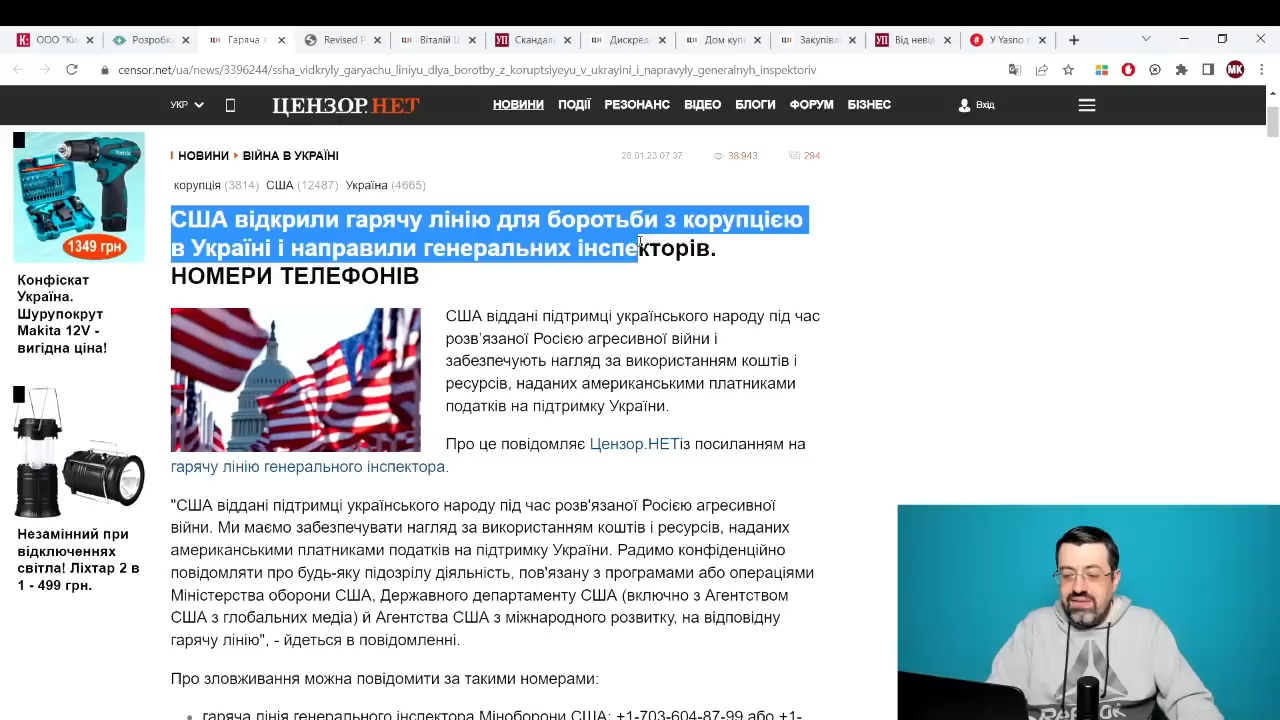 ООО "Ки
Розробка
Гаряча л
Revised P
Віталій Ц
Скандал
Дискред
Дом куп
Закупівл
Від невід
У Yasno п
censor.net/ua/news/3396244/ssha_vidkryly_garyachu_liniyu_dlya_borotby_z_koruptsiyeyu_v_ukrayini_i_napravyly_generalnyh_inspektoriv
MK
УКР
ЦЕНЗОР.НЕТ
НОВИНИ ПОДІЇ РЕЗОНАНС ВІДЕО БЛОГИ ФОРУМ БІЗНЕС
Вхід
НОВИНИ ВІЙНА В УКРАЇНІ
28.01.23 07:37 38 943 294
корупція (3814) США (12487) Україна (4665)
США відкрили гарячу лінію для боротьби з корупцією
в Україні і направили генеральних інспекторів.
НОМЕРИ ТЕЛЕФОНІВ
1349 грн
Конфіскат
Україна.
Шурупокрут
Makita 12V -
вигідна ціна!
Незамінний при
відключеннях
світла! Ліхтар 2 в
1 - 499 грн.
США віддані підтримці українського народу під час
розв'язаної Росією агресивної війни і
забезпечують нагляд за використанням коштів і
ресурсів, наданих американськими платниками
податків на підтримку України.
Про це повідомляє Цензор.НЕТіз посиланням на
гарячу лінію генерального інспектора.
"США віддані підтримці українського народу під час розв'язаної Росією агресивної
війни. Ми маємо забезпечувати нагляд за використанням коштів і ресурсів, наданих
американськими платниками податків на підтримку України. Радимо конфіденційно
повідомляти про будь-яку підозрілу діяльність, пов'язану з програмами або операціями
Міністерства оборони США, Державного департаменту США (включно з Агентством
США з глобальних медіа) й Агентства США з міжнародного розвитку, на відповідну
гарячу лінію", - йдеться в повідомленні.
Про зловживання можна повідомити за такими номерами:
гаряча лінія генерального інспектора Міноборони США: +1-703-604-87-99 або +1-
Reebok